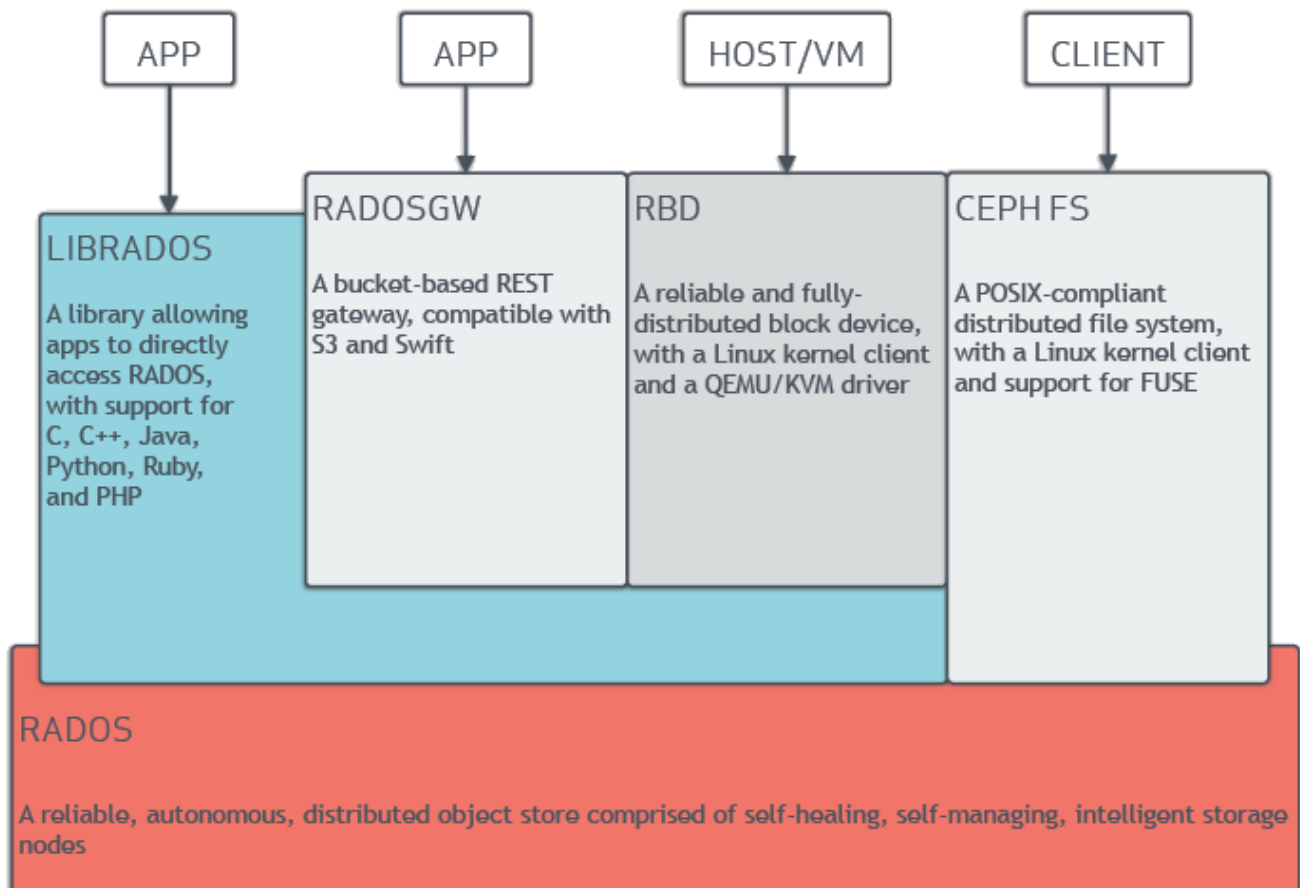 APP
APP
HOST/VM
CLIENT
LIBRADOS
A library allowing
apps to directly
access RADOS,
with support for
C, C++, Java,
Python, Ruby,
and PHP
RADOSGW
A bucket-based REST
gateway, compatible with
S3 and Swift
RBD
A reliable and fully-
distributed block device,
with a Linux kernel client
and a QEMU/KVM driver
CEPH FS
A POSIX-compliant
distributed file system,
with a Linux kernel client
and support for FUSE
RADOS
A reliable, autonomous, distributed object store comprised of self-healing, self-managing, intelligent storage
nodes